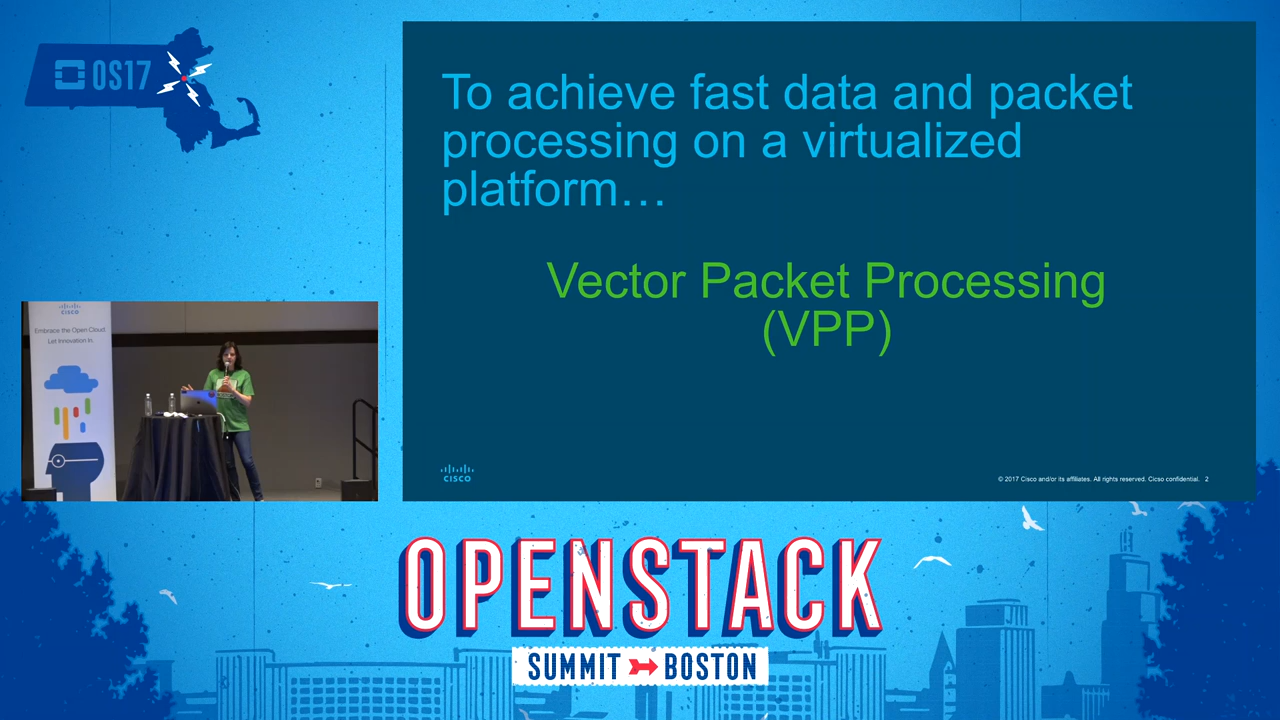 OS17
To achieve fast data and packet
processing on a virtualized
platform…
Vector Packet Processing
(VPP)
CISCO
© 2017 Cisco and/or its affiliates. All rights reserved. Cicso confidential. 2
CISCO
Embrace the Open Cloud.
Let Innovation In.
OPENSTACK
SUMMIT BOSTON